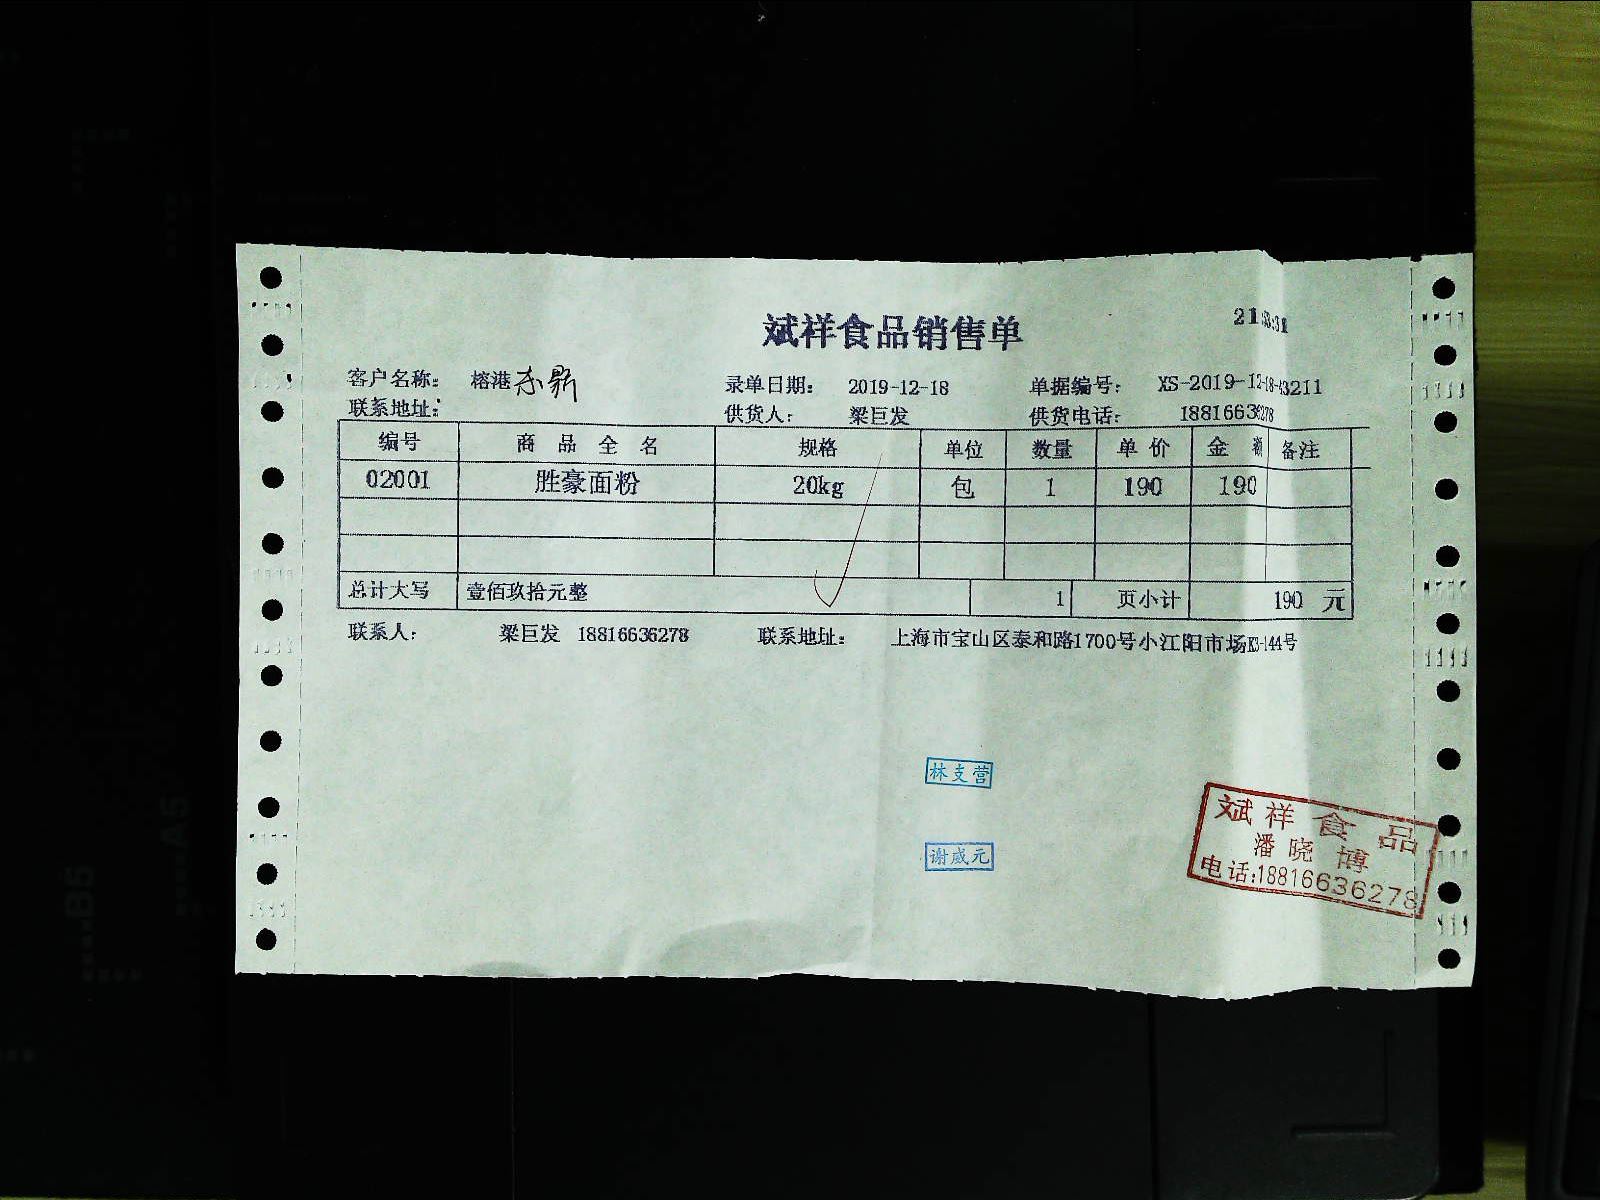 斌祥食品销售单
客户名称： 榕港 录单日期： 2019-12-18 单据编号： XS-2019-12-18-43211
联系地址： 供货人： 梁巨发 供货电话： 18816636278
编号 商品全名 规格 单位 数量 单价 金额 备注
02001 胜豪面粉 20kg 包 1 190 190
总计大写 壹佰玖拾元整 1 页小计 190 元
联系人： 梁巨发 18816636278 联系地址： 上海市宝山区泰和路1700号小江阳市场K3-144号
林支营
谢威元
斌祥食品
潘晓博
电话:18816636278
A5
B5